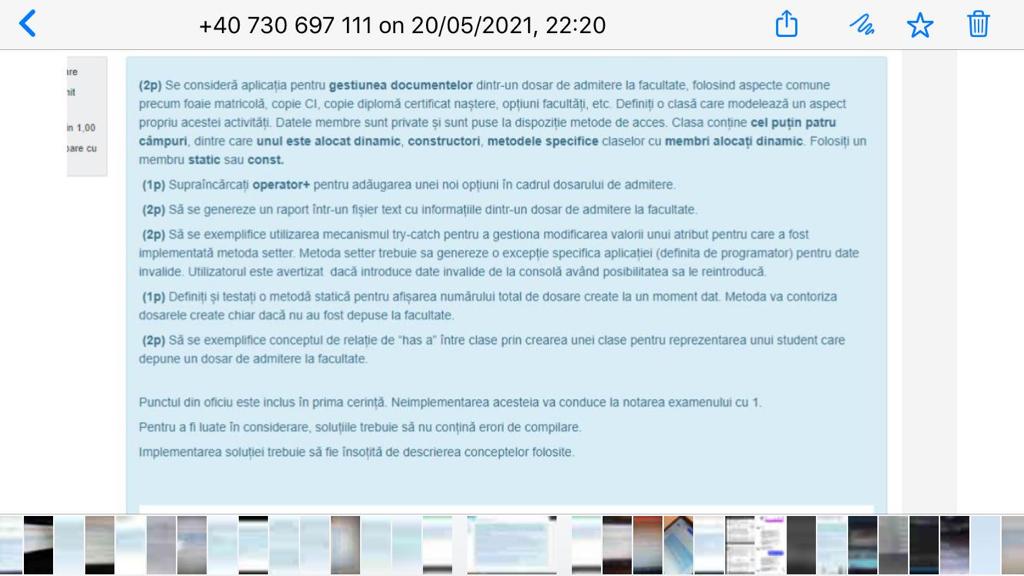 +40 730 697 111 on 20/05/2021, 22:20
are
nit
in 1,00
oare cu
(2p) Se consideră aplicația pentru gestiunea documentelor dintr-un dosar de admitere la facultate, folosind aspecte comune
precum foaie matricolă, copie CI, copie diplomă certificat naștere, opțiuni facultăți, etc. Definiți o clasă care modelează un aspect
propriu acestei activități. Datele membre sunt private și sunt puse la dispoziție metode de acces. Clasa conține cel puțin patru
câmpuri, dintre care unul este alocat dinamic, constructori, metodele specifice claselor cu membri alocați dinamic. Folosiți un
membru static sau const.
(1p) Supraîncărcați operator+ pentru adăugarea unei noi opțiuni în cadrul dosarului de admitere.
(2p) Să se genereze un raport într-un fișier text cu informațiile dintr-un dosar de admitere la facultate.
(2p) Să se exemplifice utilizarea mecanismul try-catch pentru a gestiona modificarea valorii unui atribut pentru care a fost
implementată metoda setter. Metoda setter trebuie sa genereze o excepție specifica aplicației (definita de programator) pentru date
invalide. Utilizatorul este avertizat dacă introduce date invalide de la consolă având posibilitatea sa le reintroducă.
(1p) Definiți și testați o metodă statică pentru afișarea numărului total de dosare create la un moment dat. Metoda va contoriza
dosarele create chiar dacă nu au fost depuse la facultate.
(2p) Să se exemplifice conceptul de relație de "has a" între clase prin crearea unei clase pentru reprezentarea unui student care
depune un dosar de admitere la facultate.
Punctul din oficiu este inclus în prima cerință. Neimplementarea acesteia va conduce la notarea examenului cu 1.
Pentru a fi luate în considerare, soluțiile trebuie să nu conțină erori de compilare.
Implementarea soluției trebuie să fie însoțită de descrierea conceptelor folosite.